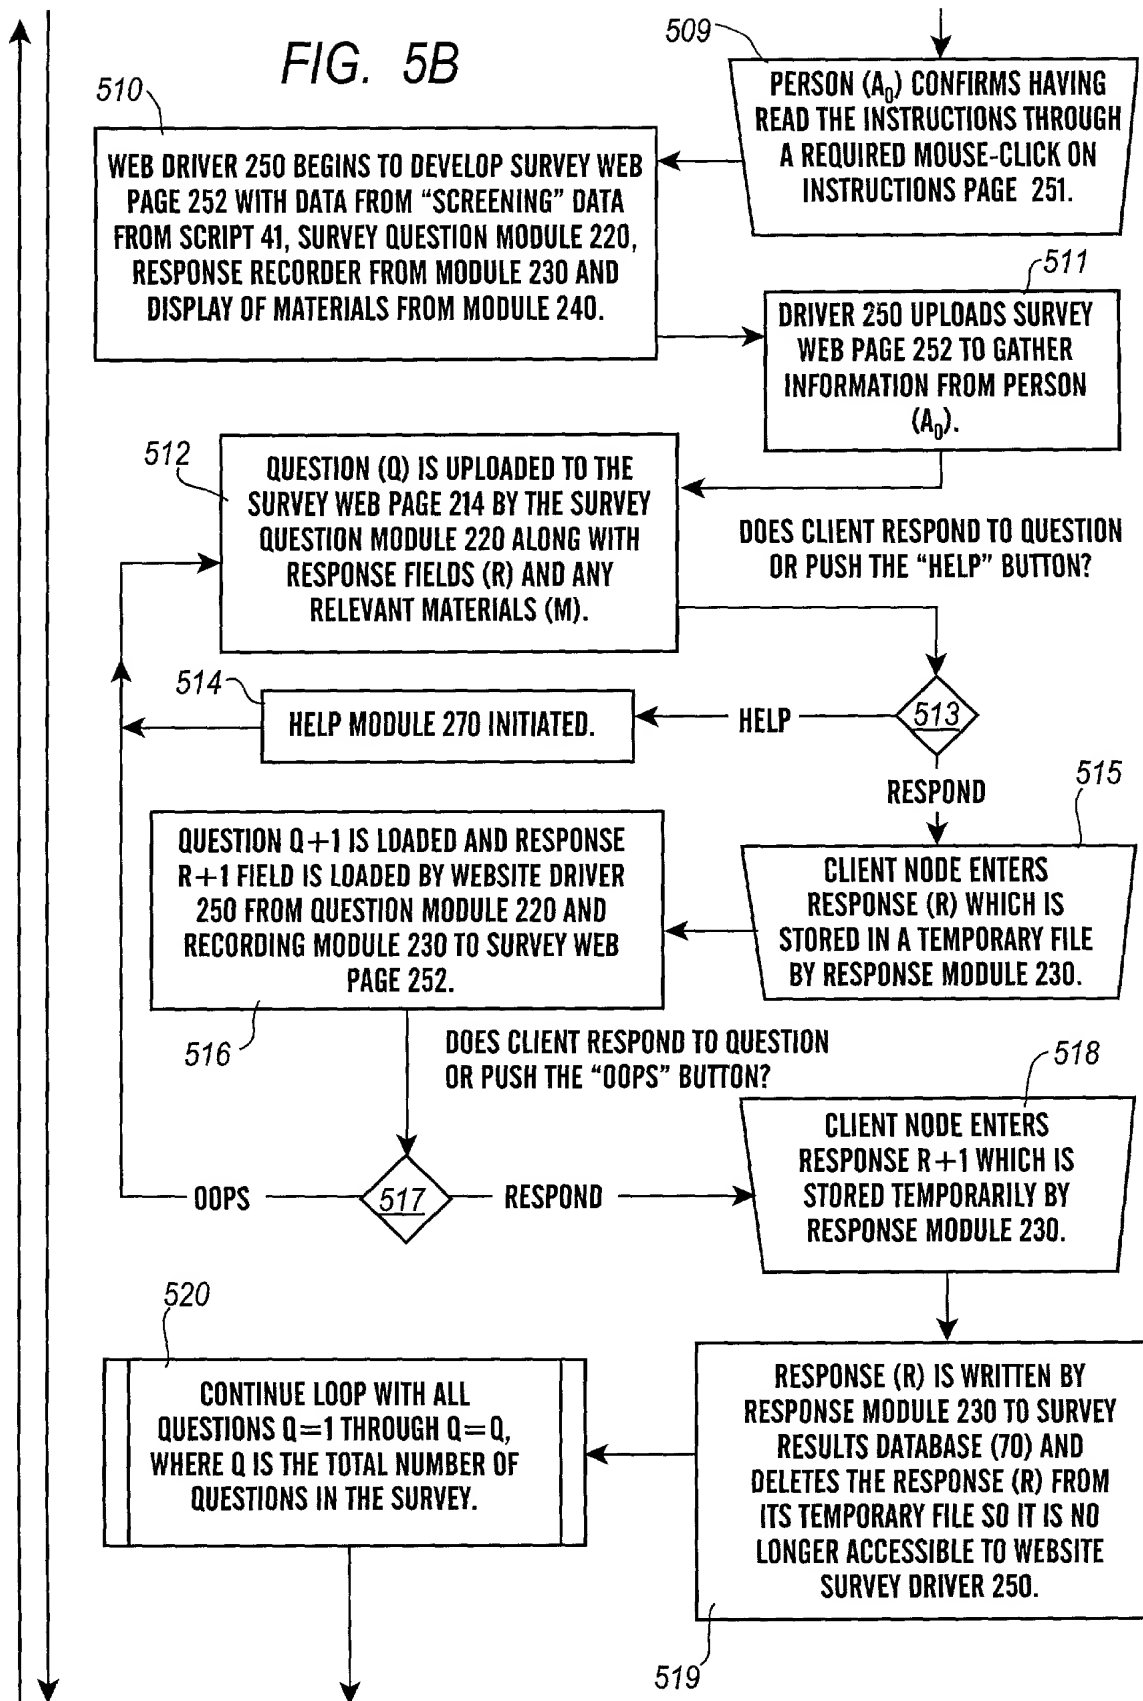 FIG. 5B
509
PERSON (A0) CONFIRMS HAVING
READ THE INSTRUCTIONS THROUGH
A REQUIRED MOUSE-CLICK ON
INSTRUCTIONS PAGE 251.
510
WEB DRIVER 250 BEGINS TO DEVELOP SURVEY WEB
PAGE 252 WITH DATA FROM “SCREENING” DATA
FROM SCRIPT 41, SURVEY QUESTION MODULE 220,
RESPONSE RECORDER FROM MODULE 230 AND
DISPLAY OF MATERIALS FROM MODULE 240.
511
DRIVER 250 UPLOADS SURVEY
WEB PAGE 252 TO GATHER
INFORMATION FROM PERSON
(A0).
512
QUESTION (Q) IS UPLOADED TO THE
SURVEY WEB PAGE 214 BY THE SURVEY
QUESTION MODULE 220 ALONG WITH
RESPONSE FIELDS (R) AND ANY
RELEVANT MATERIALS (M).
DOES CLIENT RESPOND TO QUESTION
OR PUSH THE “HELP” BUTTON?
513
HELP
514
HELP MODULE 270 INITIATED.
RESPOND
515
CLIENT NODE ENTERS
RESPONSE (R) WHICH IS
STORED IN A TEMPORARY FILE
BY RESPONSE MODULE 230.
QUESTION Q+1 IS LOADED AND RESPONSE
R+1 FIELD IS LOADED BY WEBSITE DRIVER
250 FROM QUESTION MODULE 220 AND
RECORDING MODULE 230 TO SURVEY WEB
PAGE 252.
516
DOES CLIENT RESPOND TO QUESTION
OR PUSH THE “OOPS” BUTTON?
517
OOPS
RESPOND
518
CLIENT NODE ENTERS
RESPONSE R+1 WHICH IS
STORED TEMPORARILY BY
RESPONSE MODULE 230.
RESPONSE (R) IS WRITTEN BY
RESPONSE MODULE 230 TO SURVEY
RESULTS DATABASE (70) AND
DELETES THE RESPONSE (R) FROM
ITS TEMPORARY FILE SO IT IS NO
LONGER ACCESSIBLE TO WEBSITE
SURVEY DRIVER 250.
519
520
CONTINUE LOOP WITH ALL
QUESTIONS Q=1 THROUGH Q=Q,
WHERE Q IS THE TOTAL NUMBER OF
QUESTIONS IN THE SURVEY.